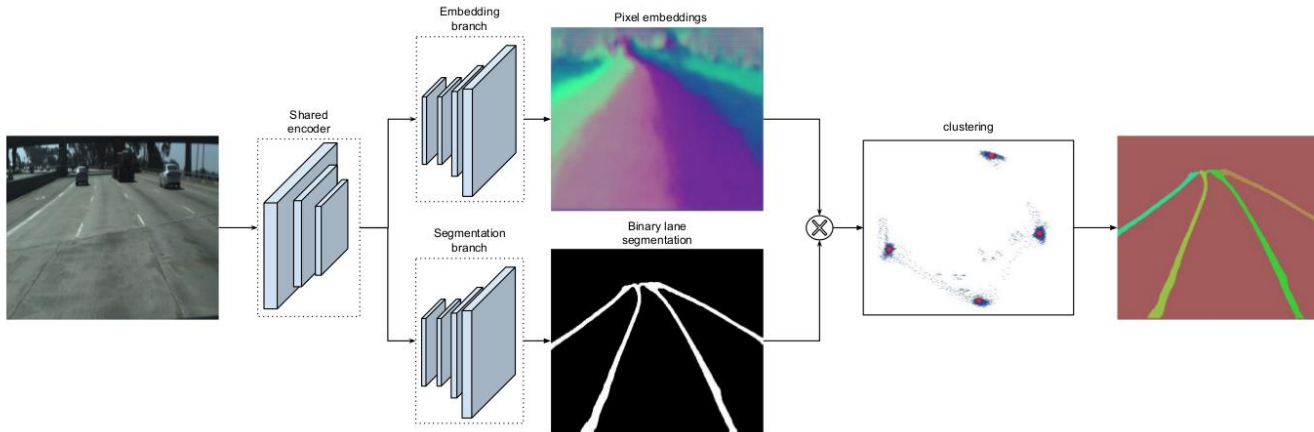 Embedding
branch
Pixel embeddings
Shared
encoder
clustering
Segmentation
branch
Binary lane
segmentation